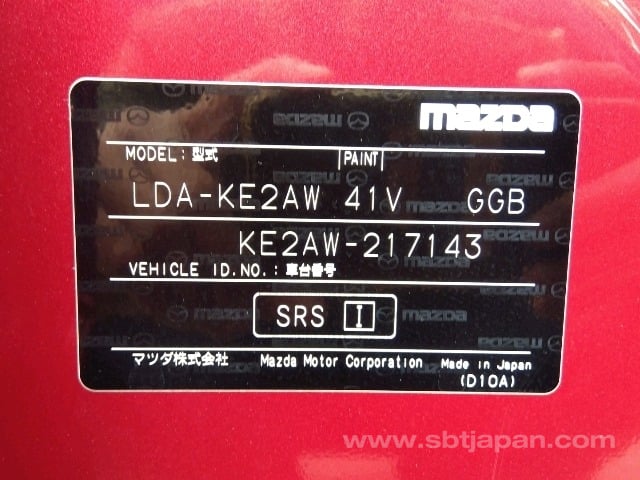 mazda
MODEL : 型式 PAINT
LDA-KE2AW 41V GGB
KE2AW-217143
VEHICLE ID.NO. : 車台番号
SRS I
マツダ株式会社 Mazda Motor Corporation Made in Japan
(D10A)
www.sbtjapan.com